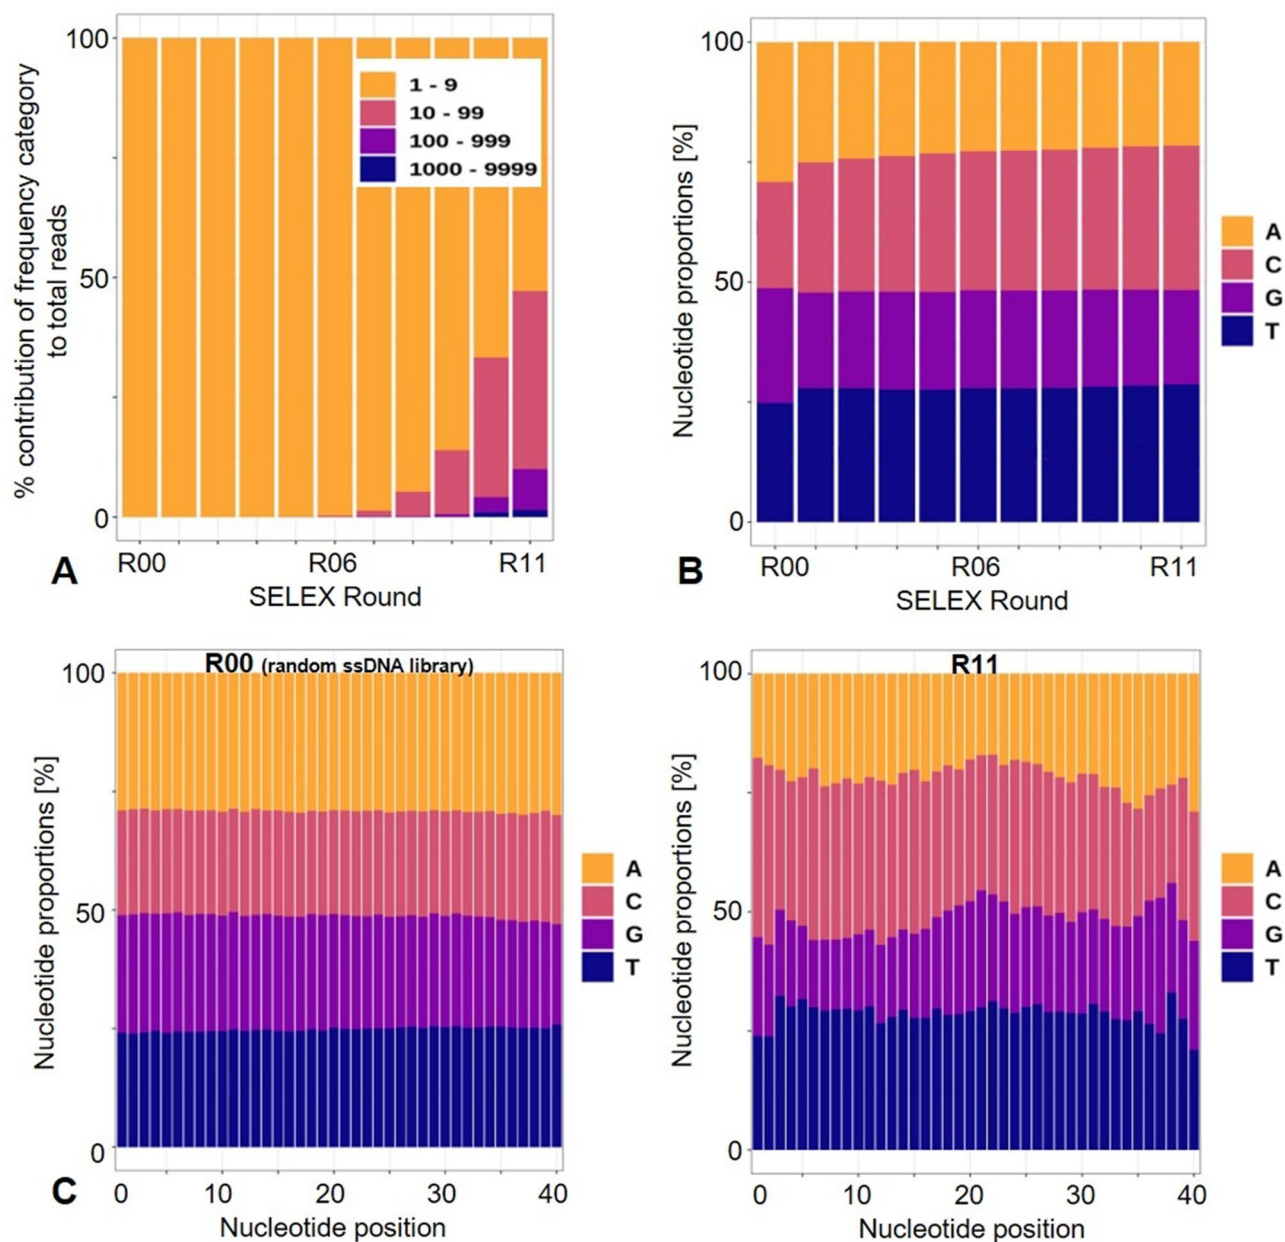 % contribution of frequency category
to total reads
100
50
0
1 - 9
10 - 99
100 - 999
1000 - 9999
R00
R06
R11
SELEX Round
A
Nucleotide proportions [%]
100
50
0
A
C
G
T
R00
R06
R11
SELEX Round
B
R00 (random ssDNA library)
Nucleotide proportions [%]
100
50
0
A
C
G
T
0
10
20
30
40
Nucleotide position
C
R11
Nucleotide proportions [%]
100
50
0
A
C
G
T
0
10
20
30
40
Nucleotide position